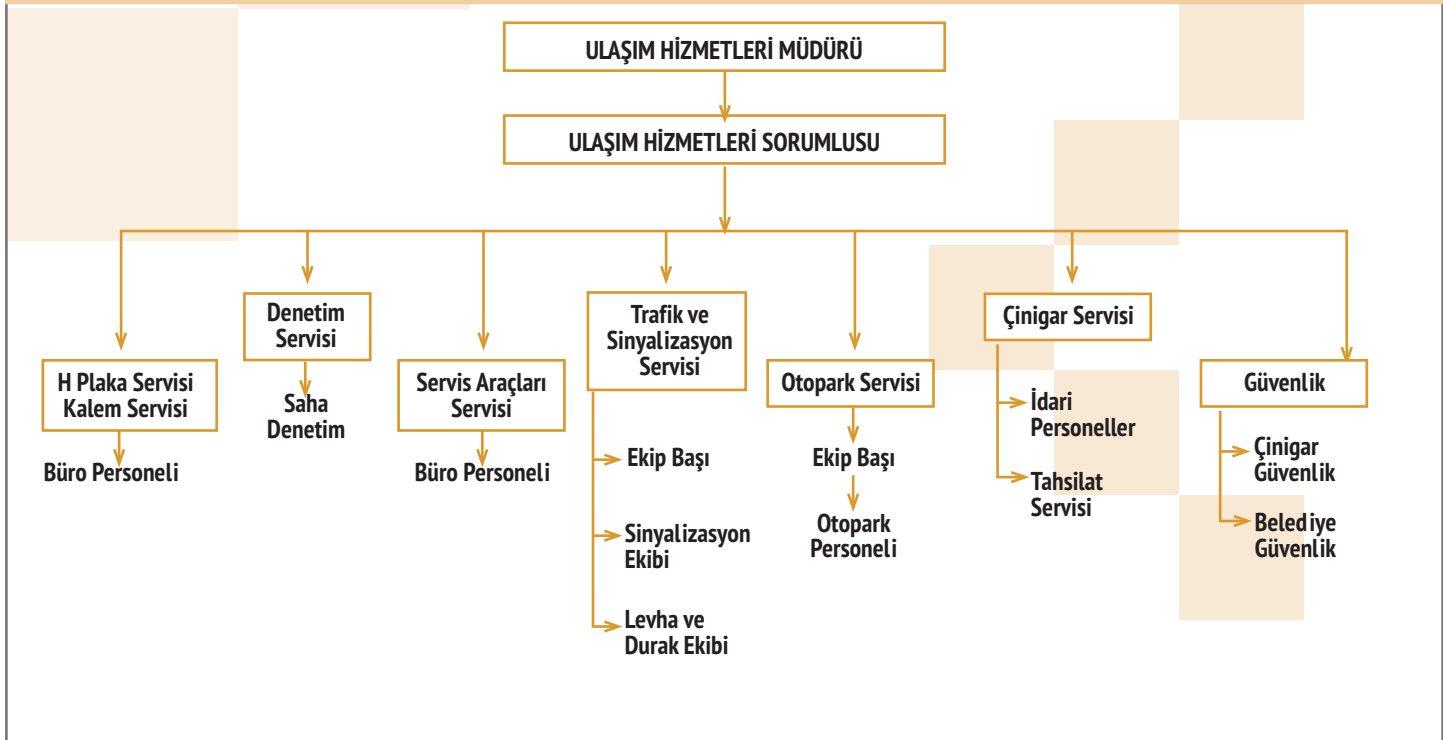 ULAŞIM HİZMETLERİ MÜDÜRÜ
ULAŞIM HİZMETLERİ SORUMLUSU
H Plaka Servisi
Kalem Servisi
Büro Personeli
Denetim
Servisi
Saha
Denetim
Servis Araçları
Servisi
Büro Personeli
Trafik ve
Sinyalizasyon
Servisi
Ekip Başı
Sinyalizasyon
Ekibi
Levha ve
Durak Ekibi
Otopark Servisi
Ekip Başı
Otopark
Personeli
Çinigar Servisi
İdari
Personeller
Tahsilat
Servisi
Güvenlik
Çinigar
Güvenlik
Belediye
Güvenlik